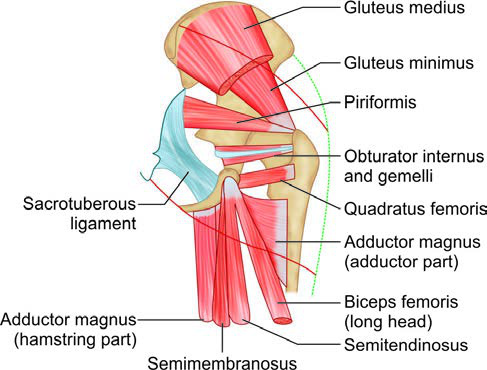 Gluteus medius
Gluteus minimus
Piriformis
Obturator internus
and gemelli
Sacrotuberous
ligament
Quadratus femoris
Adductor magnus
(adductor part)
Biceps femoris
(long head)
Adductor magnus
(hamstring part)
Semitendinosus
Semimembranosus